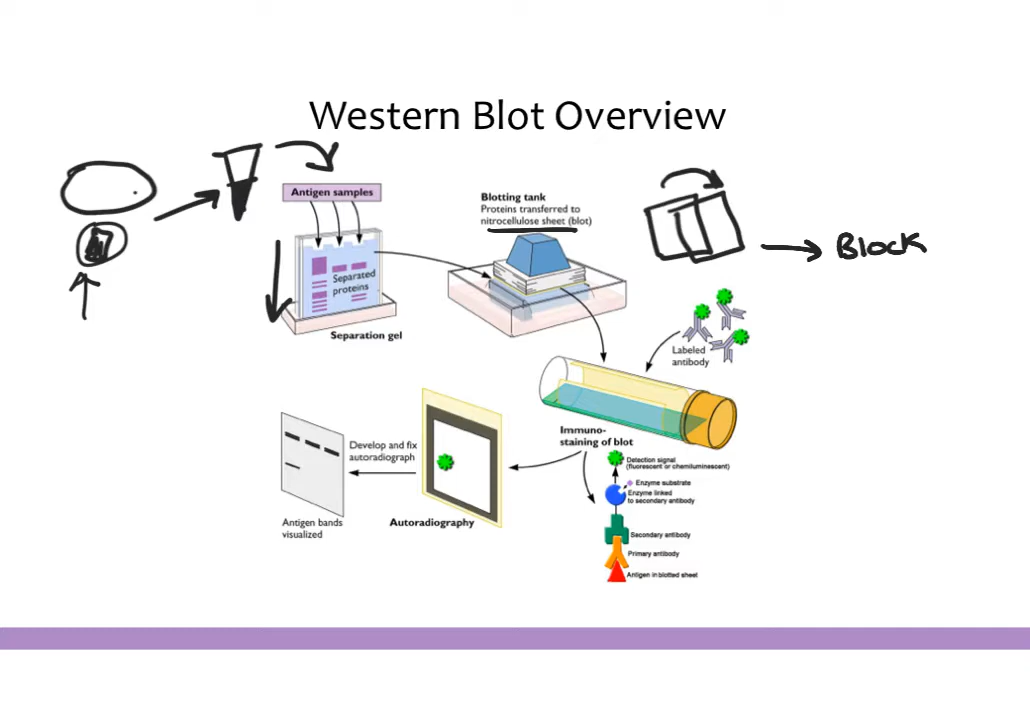 Western Blot Overview
Antigen samples
Separated
proteins
Separation gel
Blotting tank
Proteins transferred to
nitrocellulose sheet (blot)
Block
Labeled
antibody
Immuno-
staining of blot
Detection signal
(fluorescent or chemiluminescent)
Enzyme substrate
Enzyme linked
to secondary antibody
Secondary antibody
Primary antibody
Antigen in blotted sheet
Autoradiography
Develop and fix
autoradiograph
Antigen bands
visualized